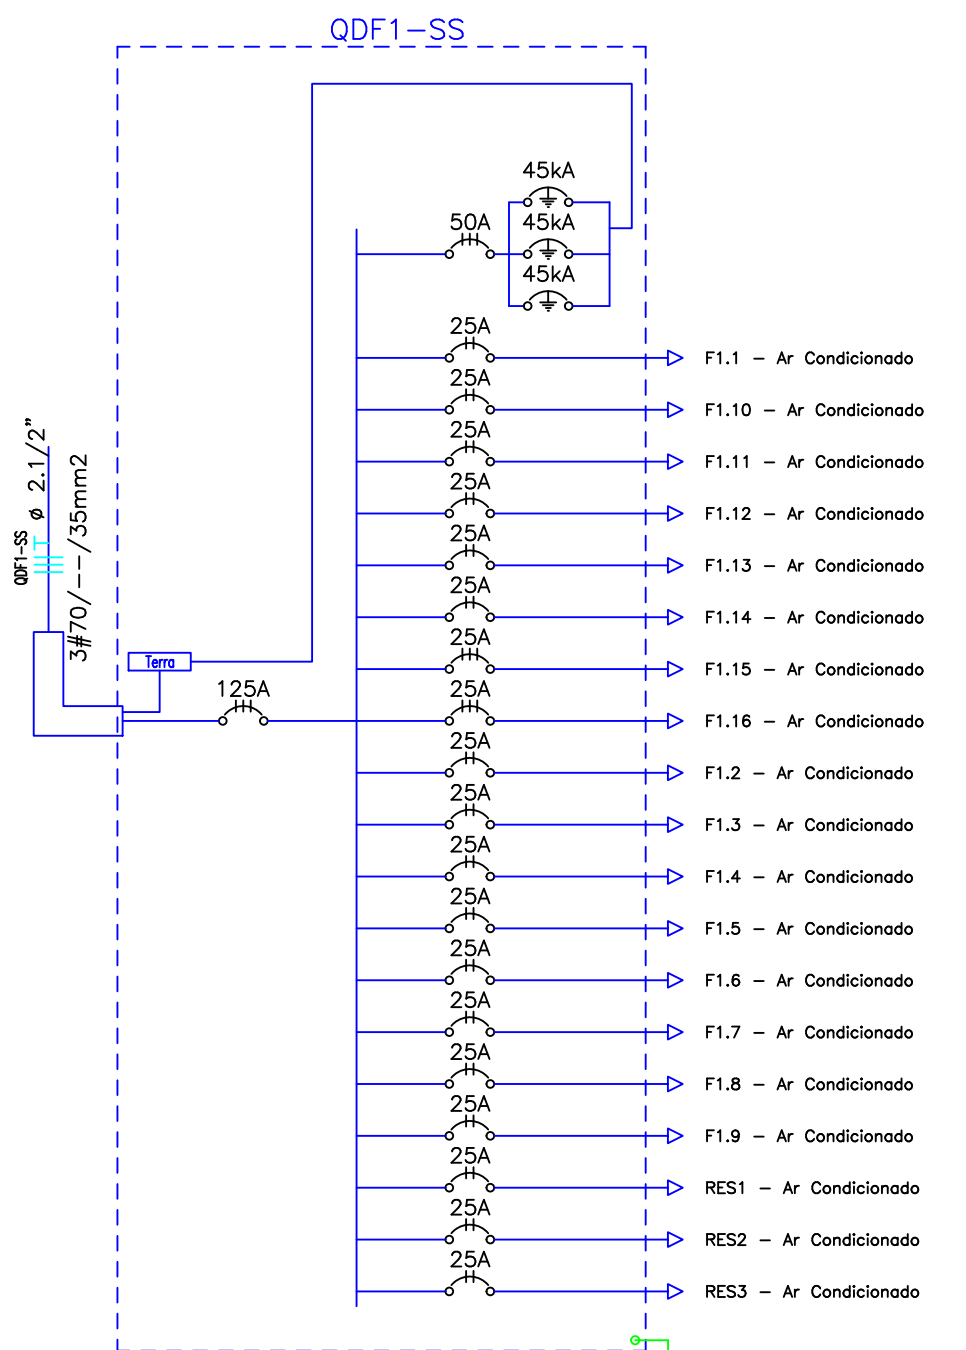 QDF1-SS
45kA
50A
45kA
45kA
25A
F1.1 - Ar Condicionado
25A
F1.10 - Ar Condicionado
25A
F1.11 - Ar Condicionado
25A
F1.12 - Ar Condicionado
25A
F1.13 - Ar Condicionado
25A
F1.14 - Ar Condicionado
25A
F1.15 - Ar Condicionado
25A
F1.16 - Ar Condicionado
25A
F1.2 - Ar Condicionado
25A
F1.3 - Ar Condicionado
25A
F1.4 - Ar Condicionado
25A
F1.5 - Ar Condicionado
25A
F1.6 - Ar Condicionado
25A
F1.7 - Ar Condicionado
25A
F1.8 - Ar Condicionado
25A
F1.9 - Ar Condicionado
25A
RES1 - Ar Condicionado
25A
RES2 - Ar Condicionado
25A
RES3 - Ar Condicionado
QDF1-SS
ø 2.1/2”
3#70/--/35mm2
Terra
125A